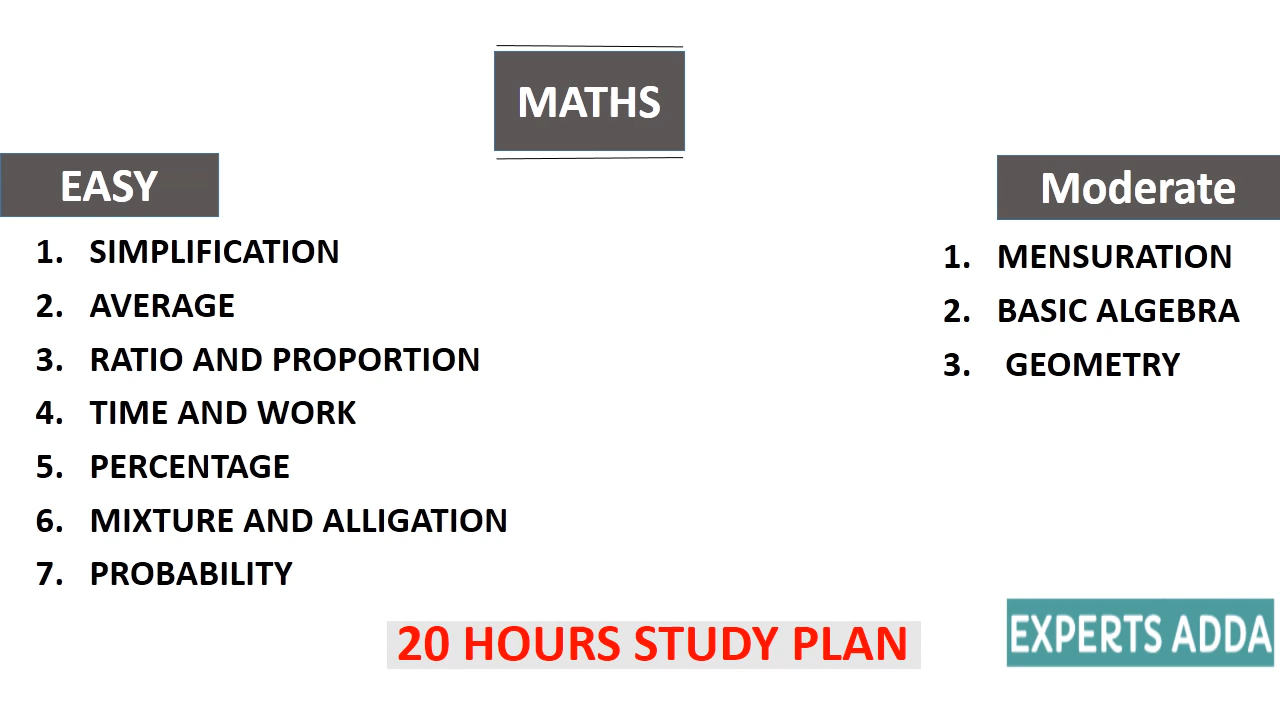 MATHS
EASY
1. SIMPLIFICATION
2. AVERAGE
3. RATIO AND PROPORTION
4. TIME AND WORK
5. PERCENTAGE
6. MIXTURE AND ALLIGATION
7. PROBABILITY
Moderate
1. MENSURATION
2. BASIC ALGEBRA
3. GEOMETRY
20 HOURS STUDY PLAN
EXPERTS ADDA